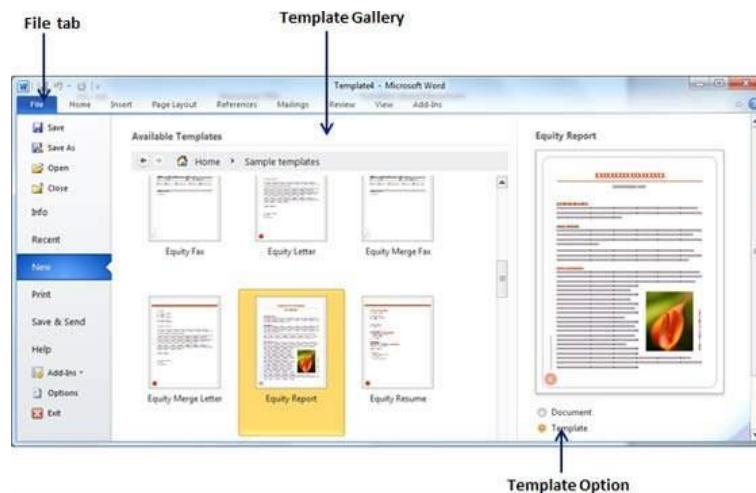 File tab
Template Gallery
Template4 - Microsoft Word
File Home Insert Page Layout References Mailings Review View Add-Ins
Save
Save As
Open
Close
Info
Recent
New
Print
Save & Send
Help
Add-Ins
Options
Exit
Available Templates
Home Sample templates
Equity Fax Equity Letter Equity Merge Fax
Equity Merge Letter Equity Report Equity Resume
Equity Report
Document
Template
Template Option